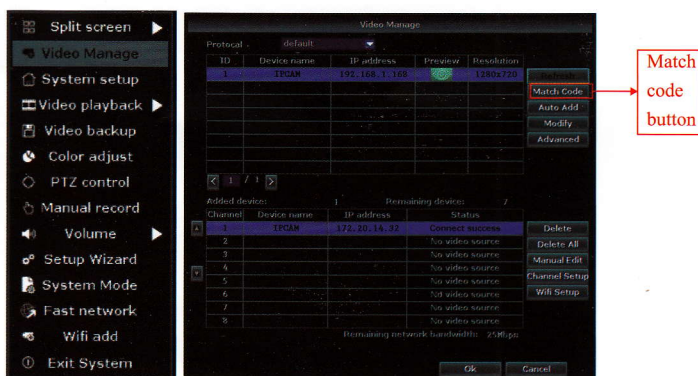 Split screen
Video Manage
System setup
Video playback
Video backup
Color adjust
PTZ control
Manual record
Volume
Setup Wizard
System Mode
Fast network
Wifi add
Exit System
Video Manage
Protocal default
ID Device name IP address Preview Resolution
1 IPCAM 192.168.1.168 1280x720
Refresh
Match Code
Auto Add
Modify
Advanced
< 1 / 1 >
Added device: 1 Remaining device: 7
Channel Device name IP address Status
1 IPCAM 172.20.14.32 Connect success
2 No video source
3 No video source
4 No video source
5 No video source
6 No video source
7 No video source
8 No video source
Delete
Delete All
Manual Edit
Channel Setup
Wifi Setup
Remaining network bandwidth: 25Mbps
Ok Cancel
Match
code
button